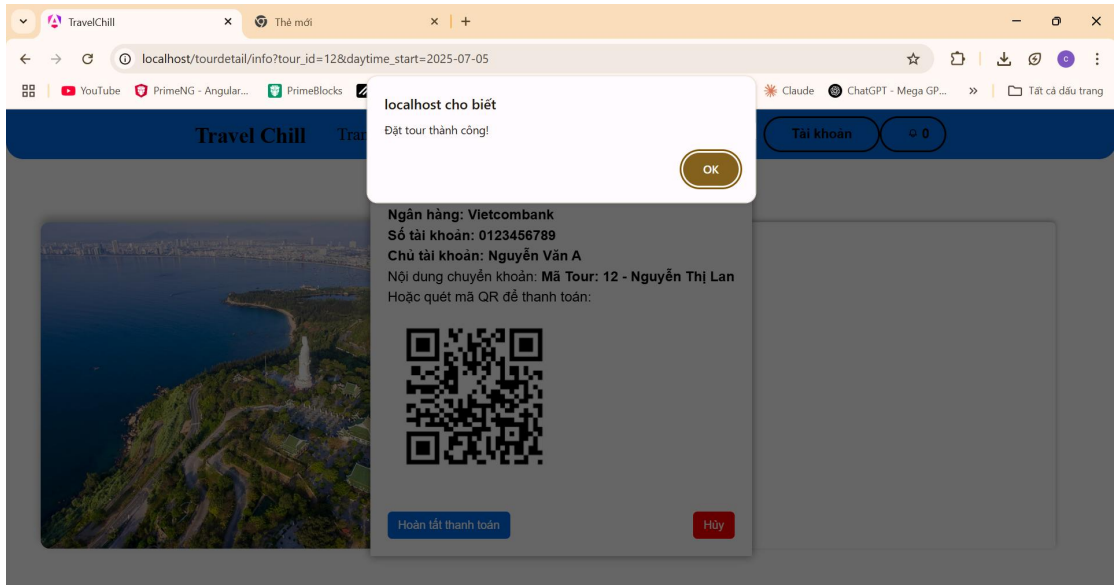 TravelChill
Thẻ mới
localhost/tourdetail/info?tour_id=12&daytime_start=2025-07-05
YouTube
PrimeNG - Angular...
PrimeBlocks
Claude
ChatGPT - Mega GP...
Tất cả dấu trang
localhost cho biết
Đặt tour thành công!
OK
Travel Chill
Tài khoản
0
Ngân hàng: Vietcombank
Số tài khoản: 0123456789
Chủ tài khoản: Nguyễn Văn A
Nội dung chuyển khoản: Mã Tour: 12 - Nguyễn Thị Lan
Hoặc quét mã QR để thanh toán:
Hoàn tất thanh toán
Hủy